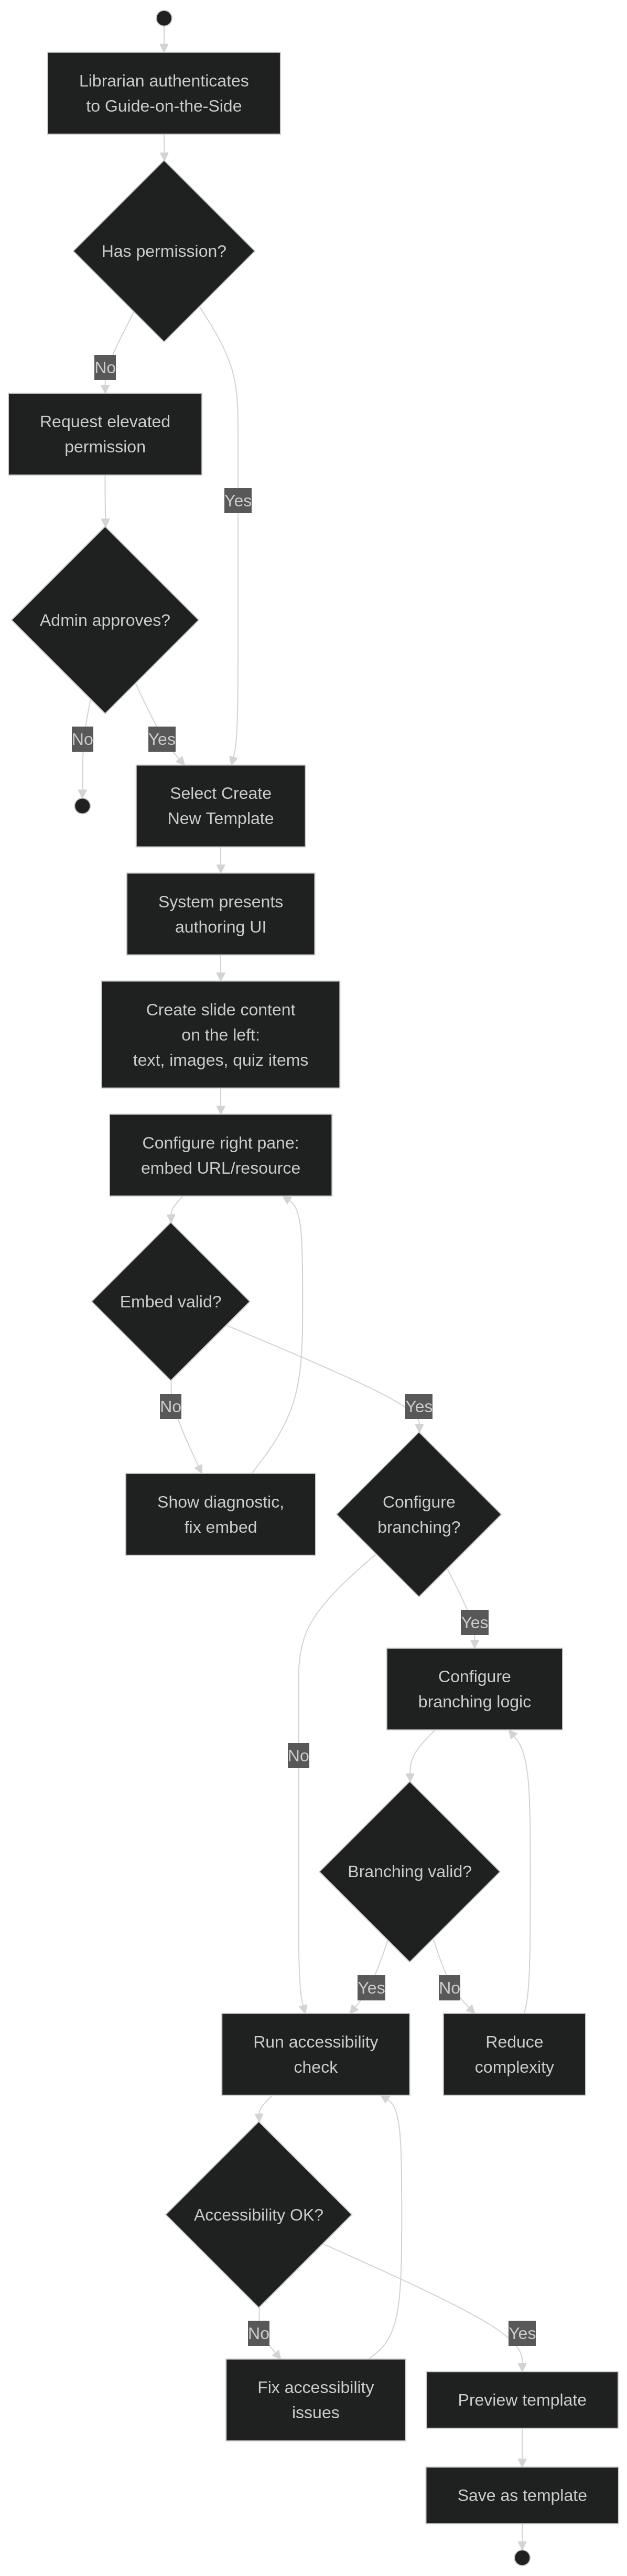 Librarian authenticates
to Guide-on-the-Side
Has permission?
No
Request elevated
permission
Yes
Admin approves?
No
Yes
Select Create
New Template
System presents
authoring UI
Create slide content
on the left:
text, images, quiz items
Configure right pane:
embed URL/resource
Embed valid?
No
Yes
Show diagnostic,
fix embed
Configure
branching?
Yes
Configure
branching logic
No
Branching valid?
Yes
No
Run accessibility
check
Reduce
complexity
Accessibility OK?
No
Yes
Fix accessibility
issues
Preview template
Save as template